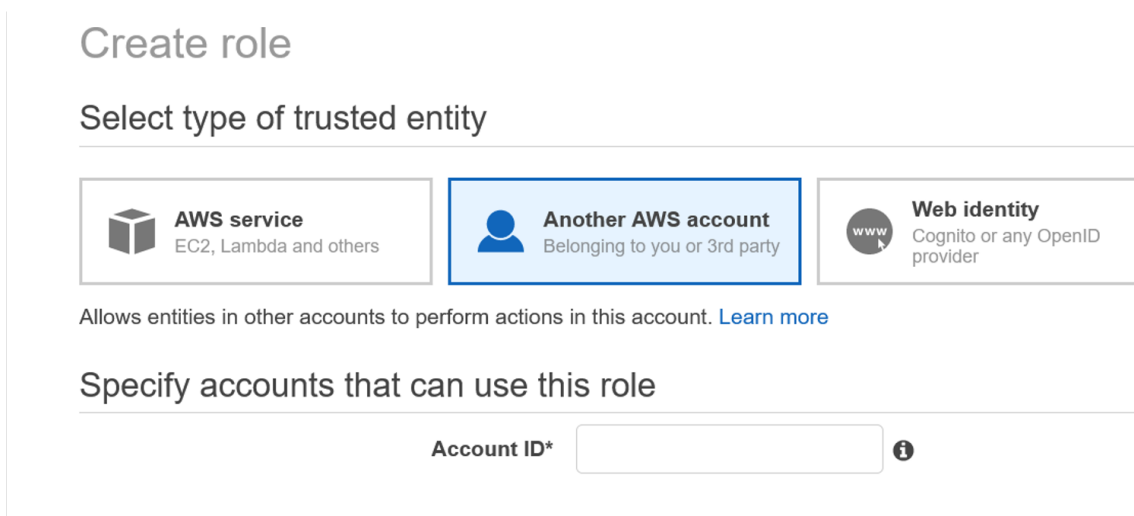 Create role
Select type of trusted entity
AWS service
EC2, Lambda and others
Another AWS account
Belonging to you or 3rd party
www
Web identity
Cognito or any OpenID
provider
Allows entities in other accounts to perform actions in this account. Learn more
Specify accounts that can use this role
Account ID*